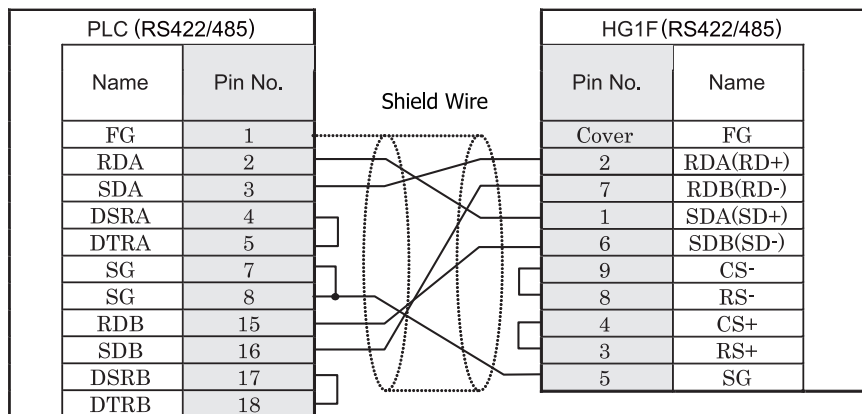 PLC (RS422/485)
Name Pin No.
FG 1
RDA 2
SDA 3
DSRA 4
DTRA 5
SG 7
SG 8
RDB 15
SDB 16
DSRB 17
DTRB 18
Shield Wire
HG1F(RS422/485)
Pin No. Name
Cover FG
2 RDA(RD+)
7 RDB(RD-)
1 SDA(SD+)
6 SDB(SD-)
9 CS-
8 RS-
4 CS+
3 RS+
5 SG